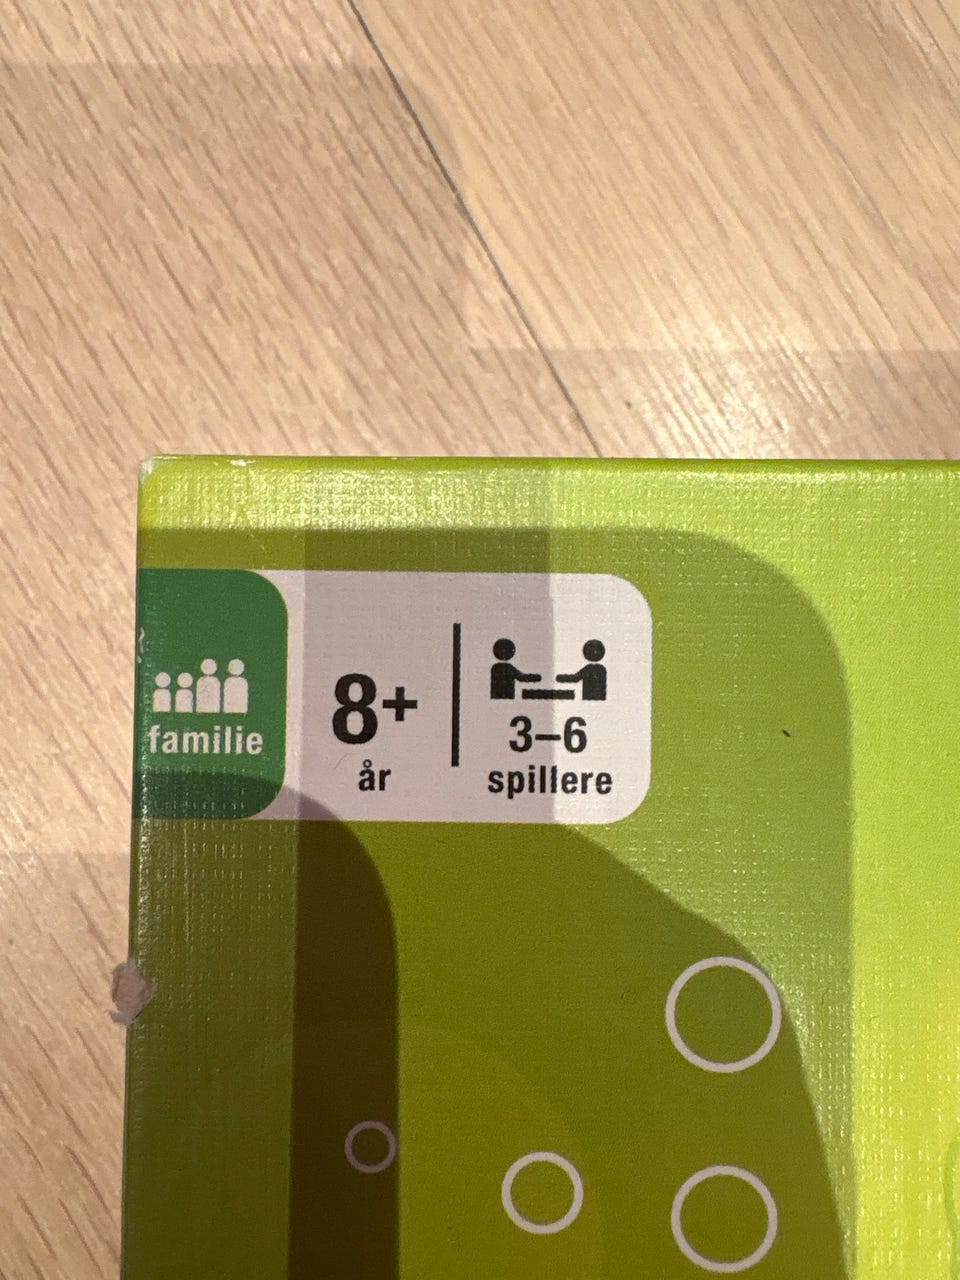 familie
8+
år
3–6
spillere